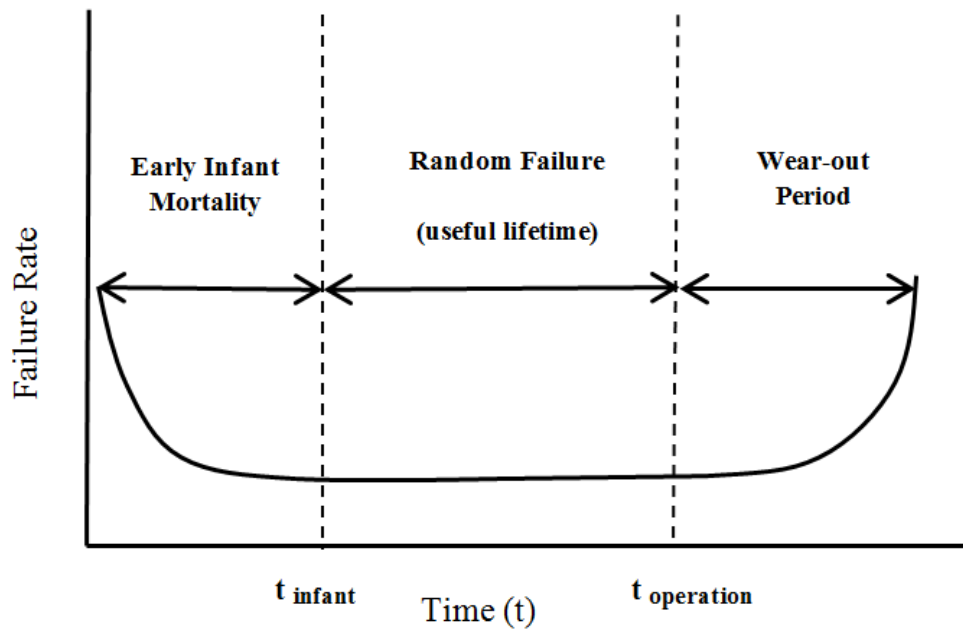 Early Infant
Mortality
Random Failure
(useful lifetime)
Wear-out
Period
Failure Rate
t infant
Time (t)
t operation